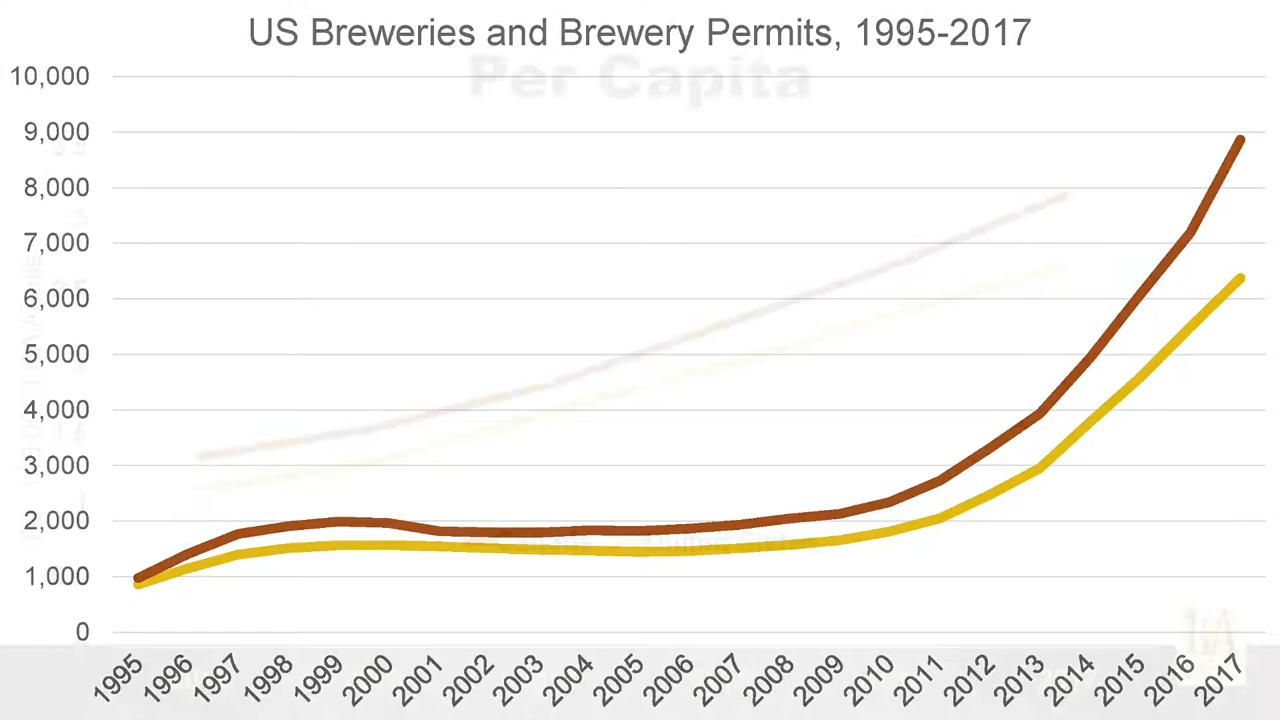 US Breweries and Brewery Permits, 1995-2017
Per Capita
10,000
9,000
8,000
7,000
6,000
5,000
4,000
3,000
2,000
1,000
0
United States
1995 1996 1997 1998 1999 2000 2001 2002 2003 2004 2005 2006 2007 2008 2009 2010 2011 2012 2013 2014 2015 2016 2017